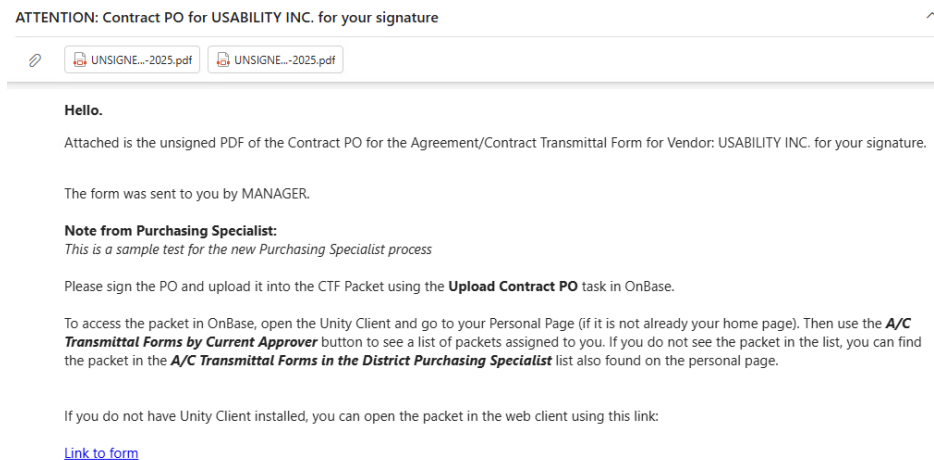 ATTENTION: Contract PO for USABILITY INC. for your signature
UNSIGNE...-2025.pdf
UNSIGNE...-2025.pdf
Hello.
Attached is the unsigned PDF of the Contract PO for the Agreement/Contract Transmittal Form for Vendor: USABILITY INC. for your signature.
The form was sent to you by MANAGER.
Note from Purchasing Specialist:
This is a sample test for the new Purchasing Specialist process
Please sign the PO and upload it into the CTF Packet using the Upload Contract PO task in OnBase.
To access the packet in OnBase, open the Unity Client and go to your Personal Page (if it is not already your home page). Then use the A/C
Transmittal Forms by Current Approver button to see a list of packets assigned to you. If you do not see the packet in the list, you can find
the packet in the A/C Transmittal Forms in the District Purchasing Specialist list also found on the personal page.
If you do not have Unity Client installed, you can open the packet in the web client using this link:
Link to form